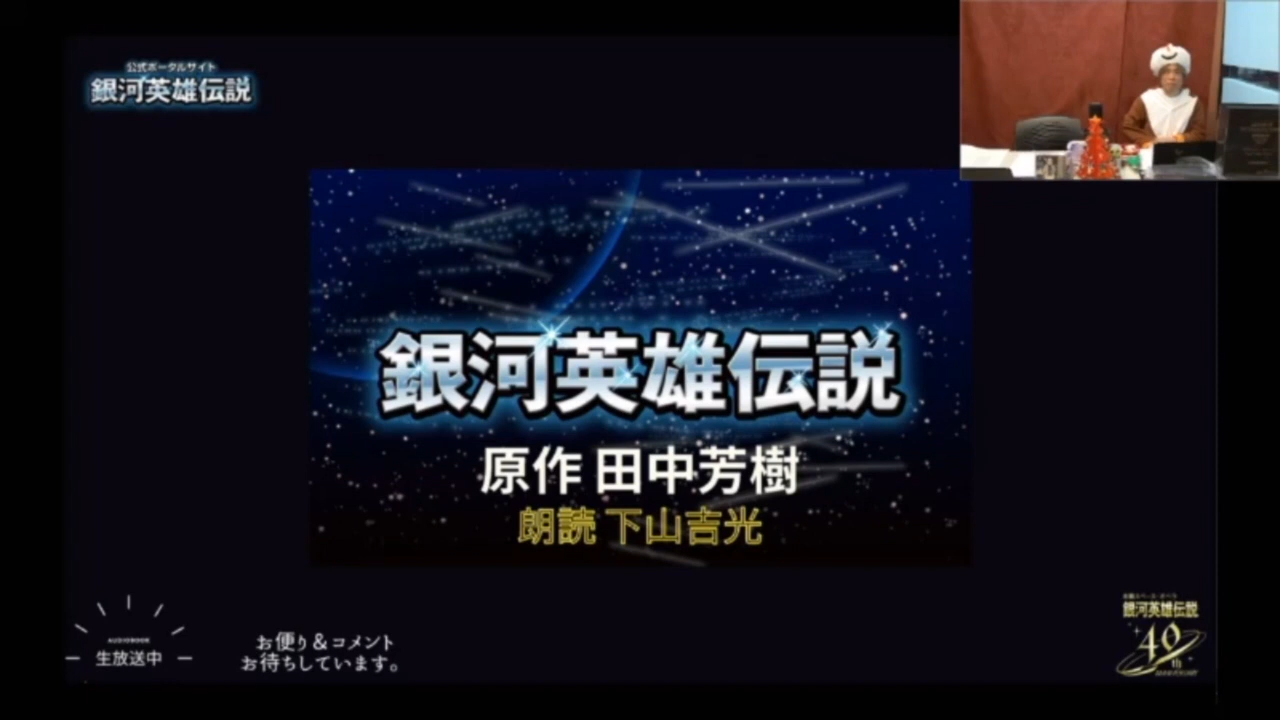 公式ポータルサイト
銀河英雄伝説
銀河英雄伝説
原作 田中芳樹
朗読 下山吉光
AUDIOBOOK
生放送中
お便り&コメント
お待ちしています。
銀河英雄伝説
40th
ANNIVERSARY